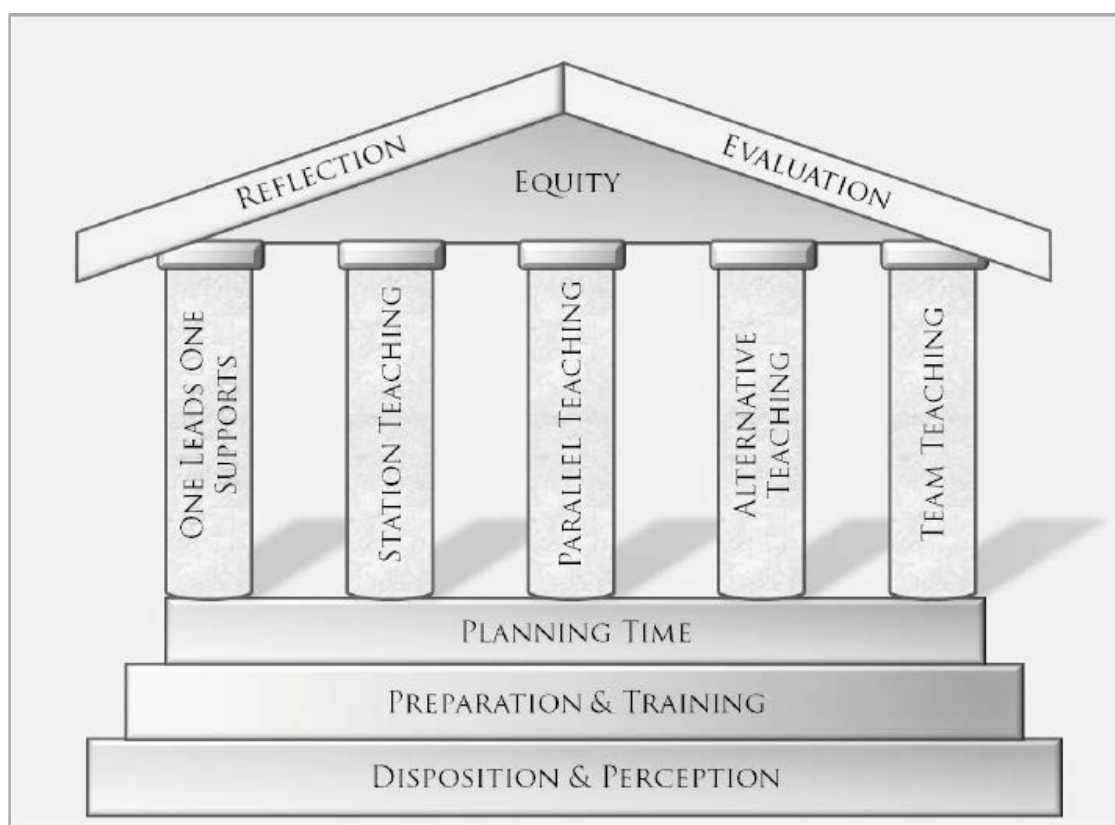 Reflection
Evaluation
Equity
One Leads One
Supports
Station Teaching
Parallel Teaching
Alternative
Teaching
Team Teaching
Planning Time
Preparation & Training
Disposition & Perception